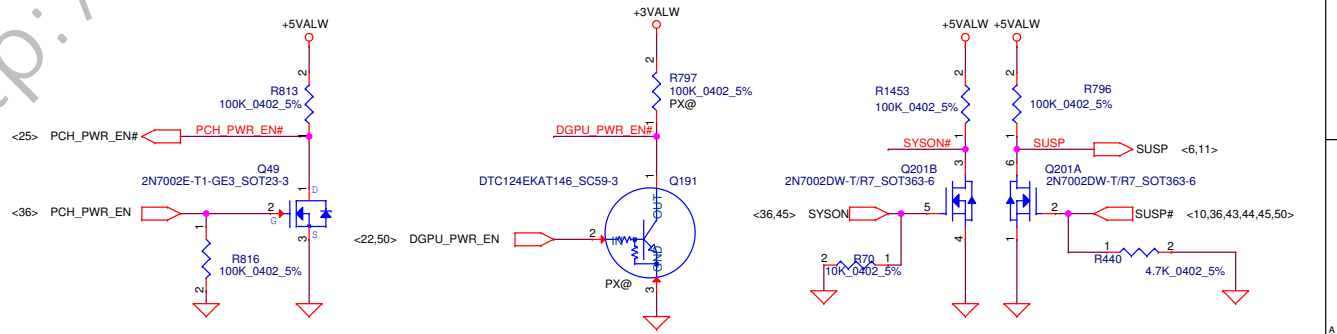 +5VALW
2
R813
100K_0402_5%
1
<25> PCH_PWR_EN#
PCH_PWR_EN#
Q49
2N7002E-T1-GE3_SOT23-3
1
D
<36> PCH_PWR_EN
2
G
3
S
1
R816
100K_0402_5%
2
+3VALW
2
R797
100K_0402_5%
PX@
1
DGPU_PWR_EN#
1
DTC124EKAT146_SC59-3
Q191
OUT
<22,50> DGPU_PWR_EN
2
IN
GND
PX@
3
+5VALW
+5VALW
2
2
R1453
100K_0402_5%
R796
100K_0402_5%
1
1
SYSON#
SUSP
SUSP <6,11>
3
6
Q201B
2N7002DW-T/R7_SOT363-6
Q201A
2N7002DW-T/R7_SOT363-6
<36,45> SYSON
5
2
SUSP# <10,36,43,44,45,50>
4
1
2
R70
1
10K_0402_5%
1
2
R440
4.7K_0402_5%
A